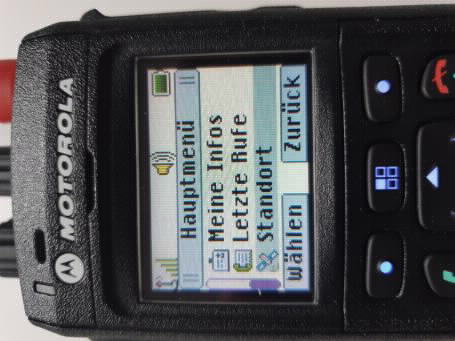 MOTOROLA
Hauptmenü
Meine Infos
Letzte Rufe
Standort
wählen Zurück